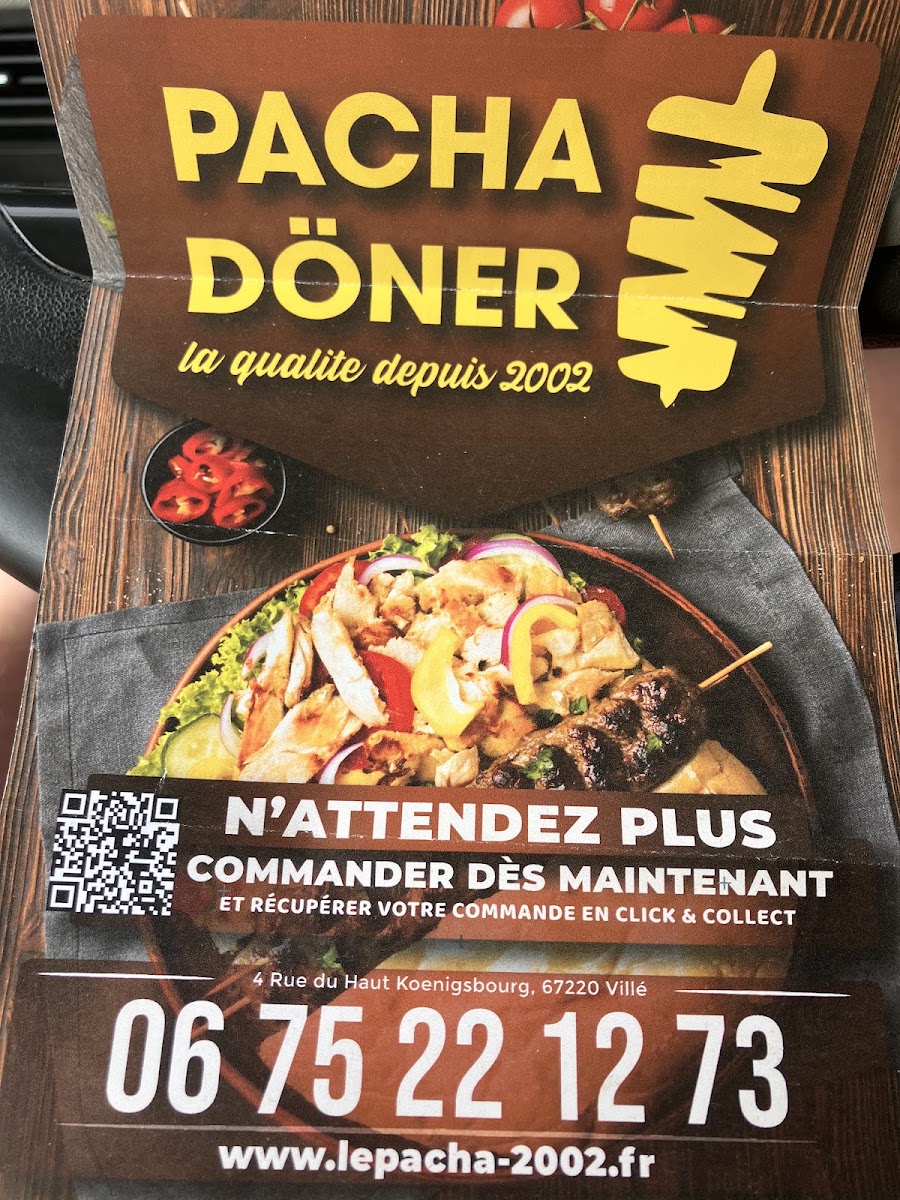 PACHA
DÖNER
la qualite depuis 2002
N'ATTENDEZ PLUS
COMMANDER DÈS MAINTENANT
ET RÉCUPÉRER VOTRE COMMANDE EN CLICK & COLLECT
4 Rue du Haut Koenigsbourg, 67220 Villé
06 75 22 12 73
www.lepacha-2002.fr